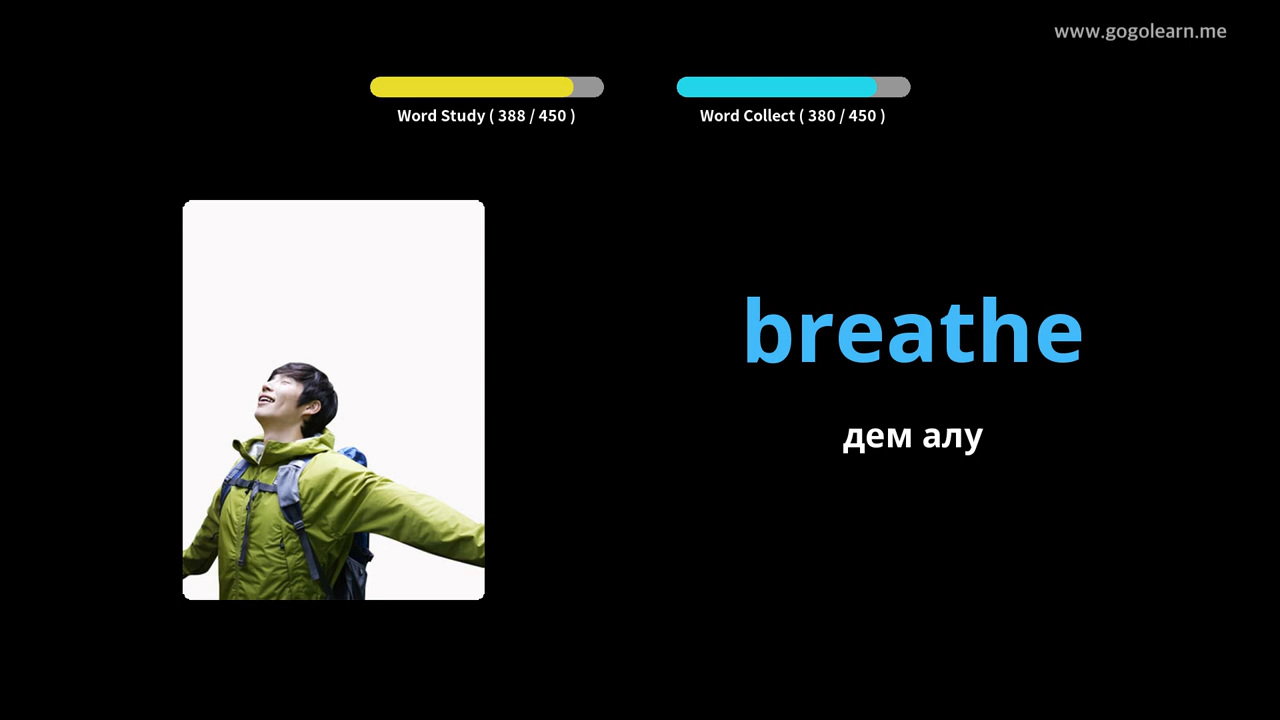 www.gogolearn.me
Word Study ( 388 / 450 )
Word Collect ( 380 / 450 )
breathe
дем алу